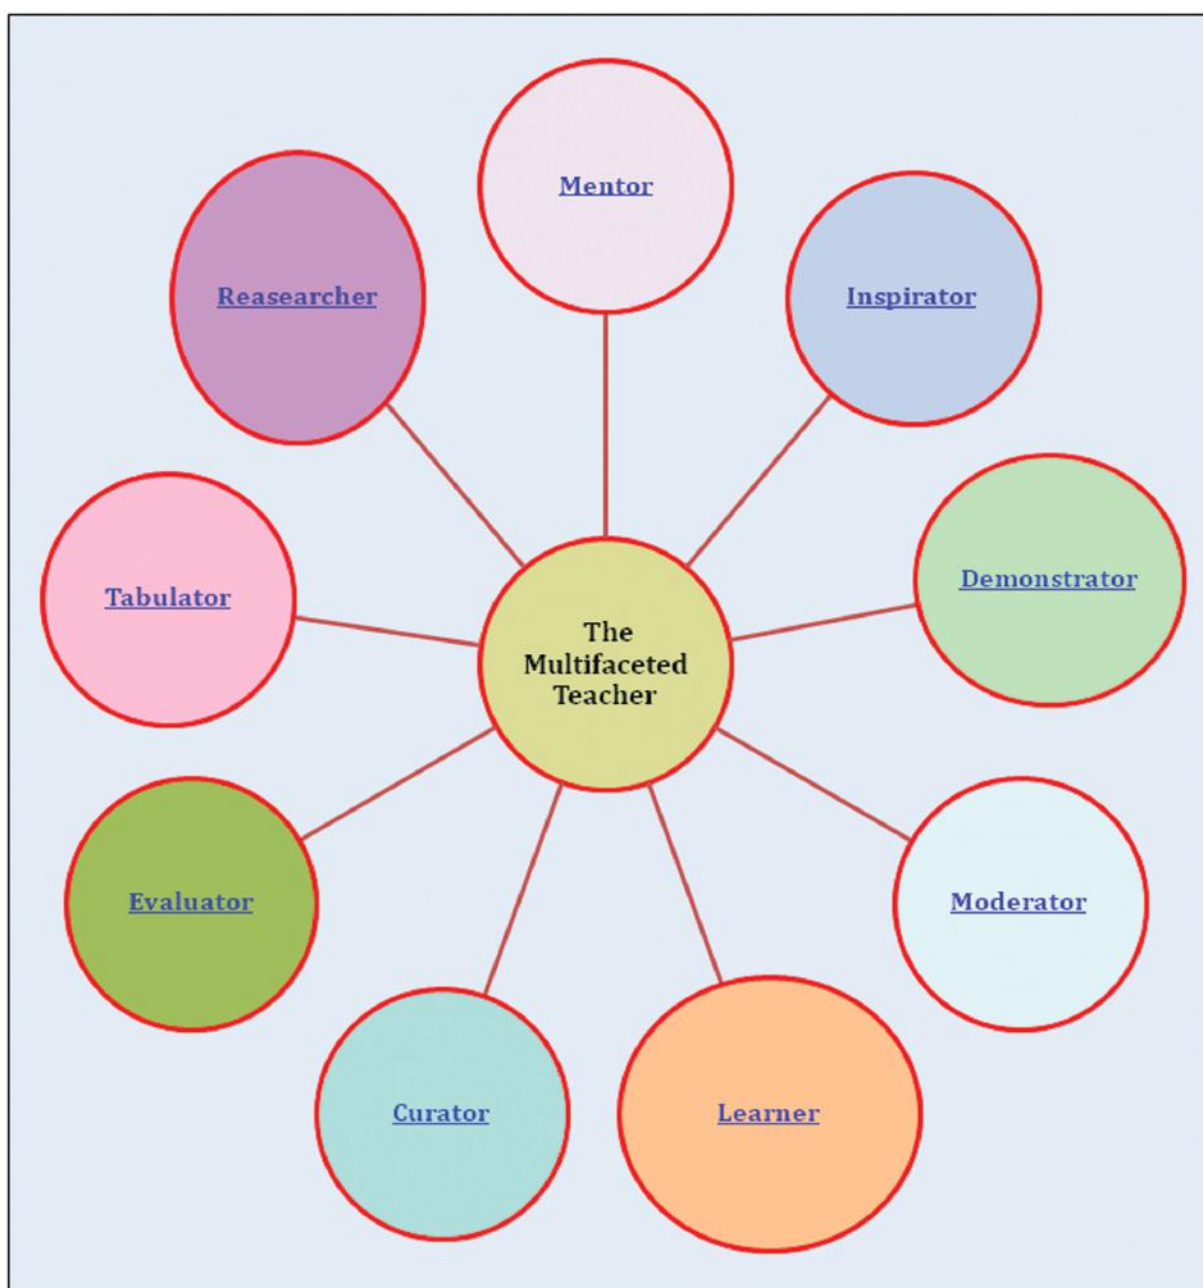 Mentor
Inspirator
Demonstrator
Moderator
Learner
Curator
Evaluator
Tabulator
Reasearcher
The
Multifaceted
Teacher